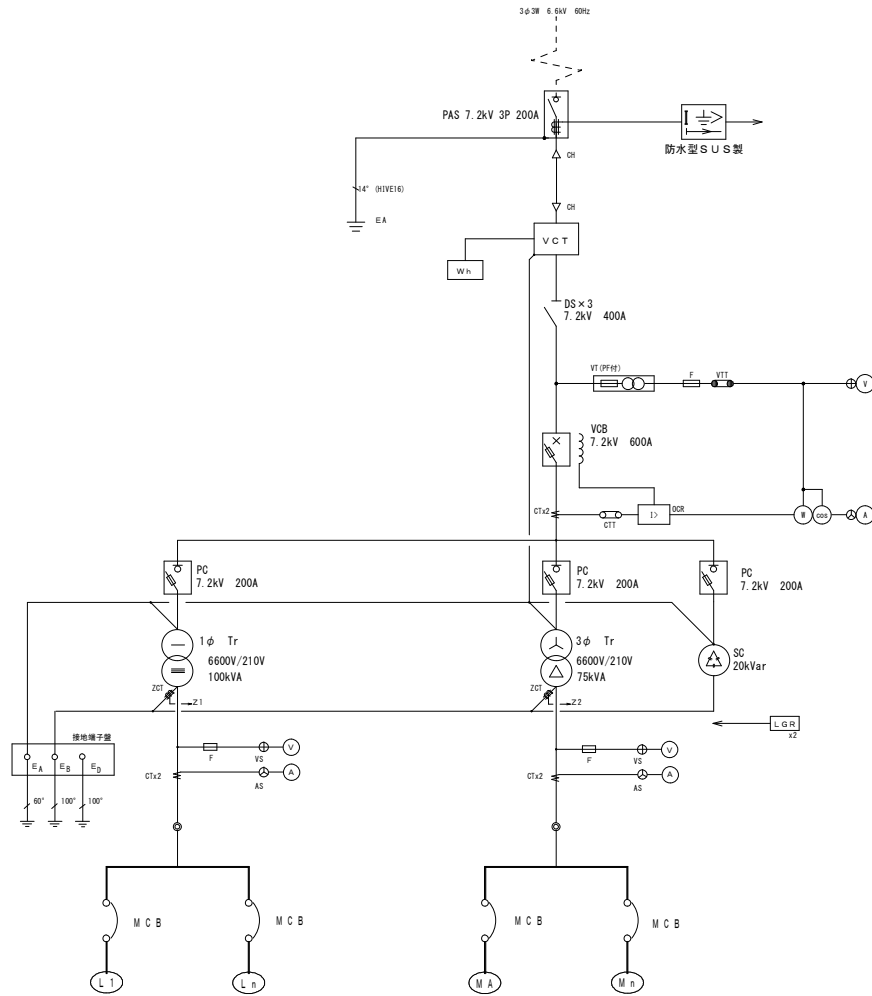 3φ3W 6.6kV 60Hz
PAS 7.2kV 3P 200A
I
防水型SUS製
CH
14° (HIVE16)
EA
CH
VCT
Wh
DS×3
7.2kV 400A
VT(PF付)
F
VTT
V
VCB
7.2kV 600A
CTx2
CTT
I>
OCR
W
cos
A
PC
7.2kV 200A
PC
7.2kV 200A
PC
7.2kV 200A
1φ Tr
6600V/210V
100kVA
3φ Tr
6600V/210V
75kVA
SC
20kVar
ZCT
Z1
ZCT
Z2
LGR
x2
接地端子盤
EA
EB
ED
60°
100°
100°
F
VS
V
CTx2
AS
A
F
VS
V
CTx2
AS
A
MCB
MCB
MCB
MCB
L1
Ln
MA
Mn